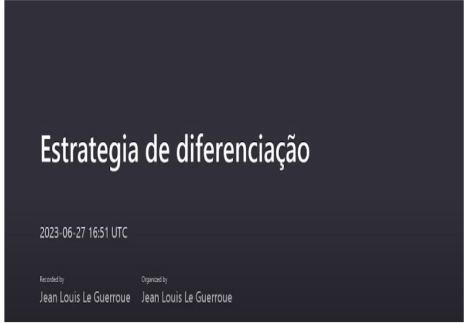 Estrategia de diferenciação
2023-06-27 16:51 UTC
Recorded by Organized by
Jean Louis Le Guerroue Jean Louis Le Guerroue